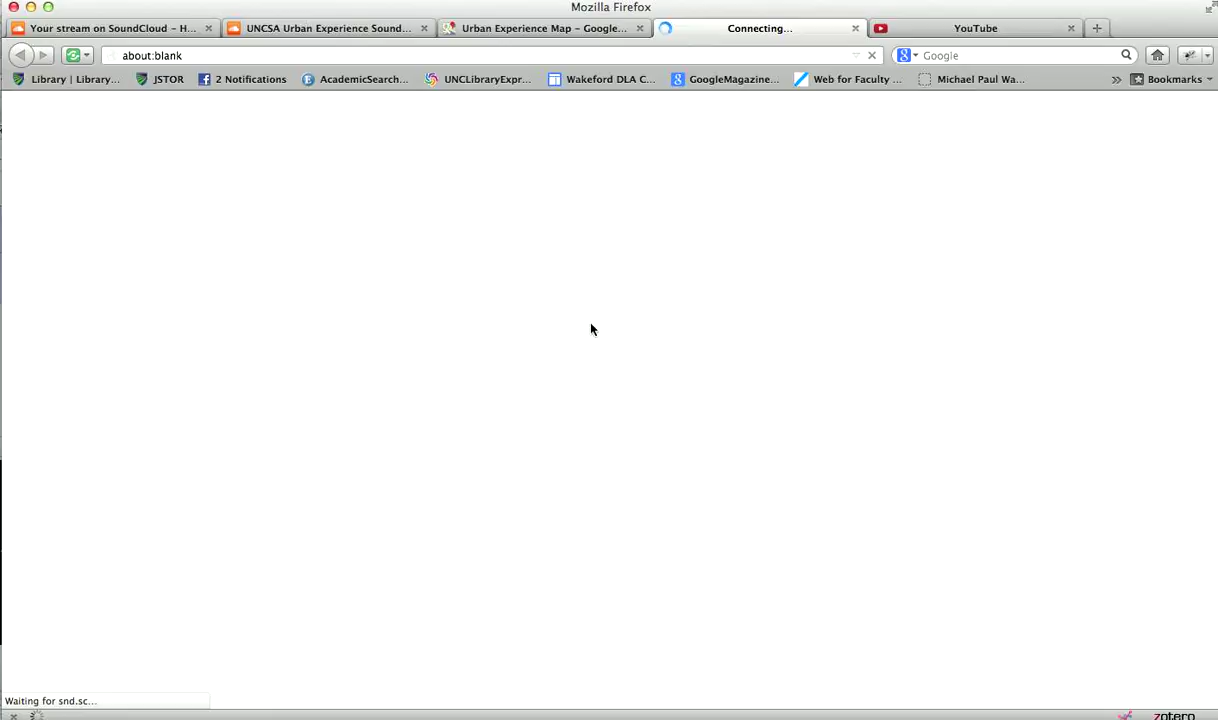 Mozilla Firefox
Your stream on SoundCloud – H... UNCSA Urban Experience Sound... Urban Experience Map – Google... Connecting... YouTube
about:blank Google
Library | Library... JSTOR 2 Notifications AcademicSearch... UNCLibraryExpr... Wakeford DLA C... GoogleMagazine... Web for Faculty ... Michael Paul Wa... » Bookmarks
Waiting for snd.sc...
zotero